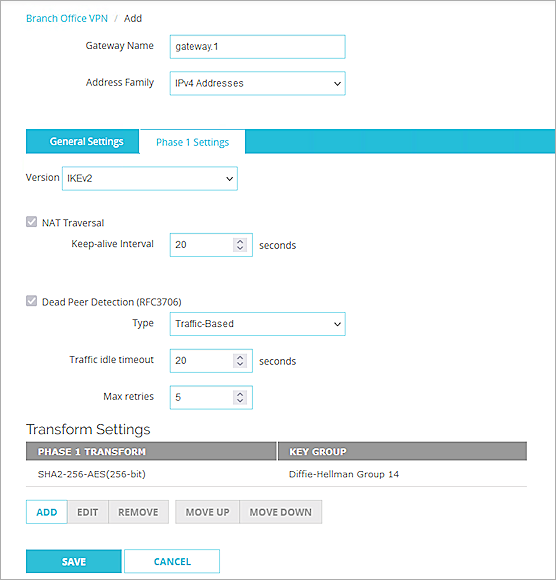 Branch Office VPN / Add
Gateway Name gateway.1
Address Family IPv4 Addresses
General Settings Phase 1 Settings
Version IKEv2
NAT Traversal
Keep-alive Interval 20 seconds
Dead Peer Detection (RFC3706)
Type Traffic-Based
Traffic idle timeout 20 seconds
Max retries 5
Transform Settings
PHASE 1 TRANSFORM KEY GROUP
SHA2-256-AES(256-bit) Diffie-Hellman Group 14
ADD EDIT REMOVE MOVE UP MOVE DOWN
SAVE CANCEL